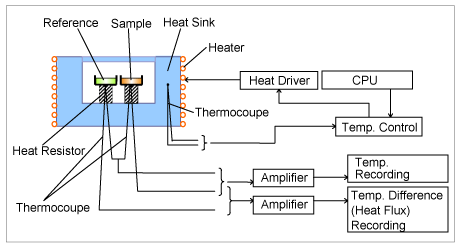 Reference
Sample
Heat Sink
Heater
Heat Driver
CPU
Thermocoupe
Temp. Control
Heat Resistor
Thermocoupe
Amplifier
Temp.
Recording
Amplifier
Temp. Difference
(Heat Flux)
Recording